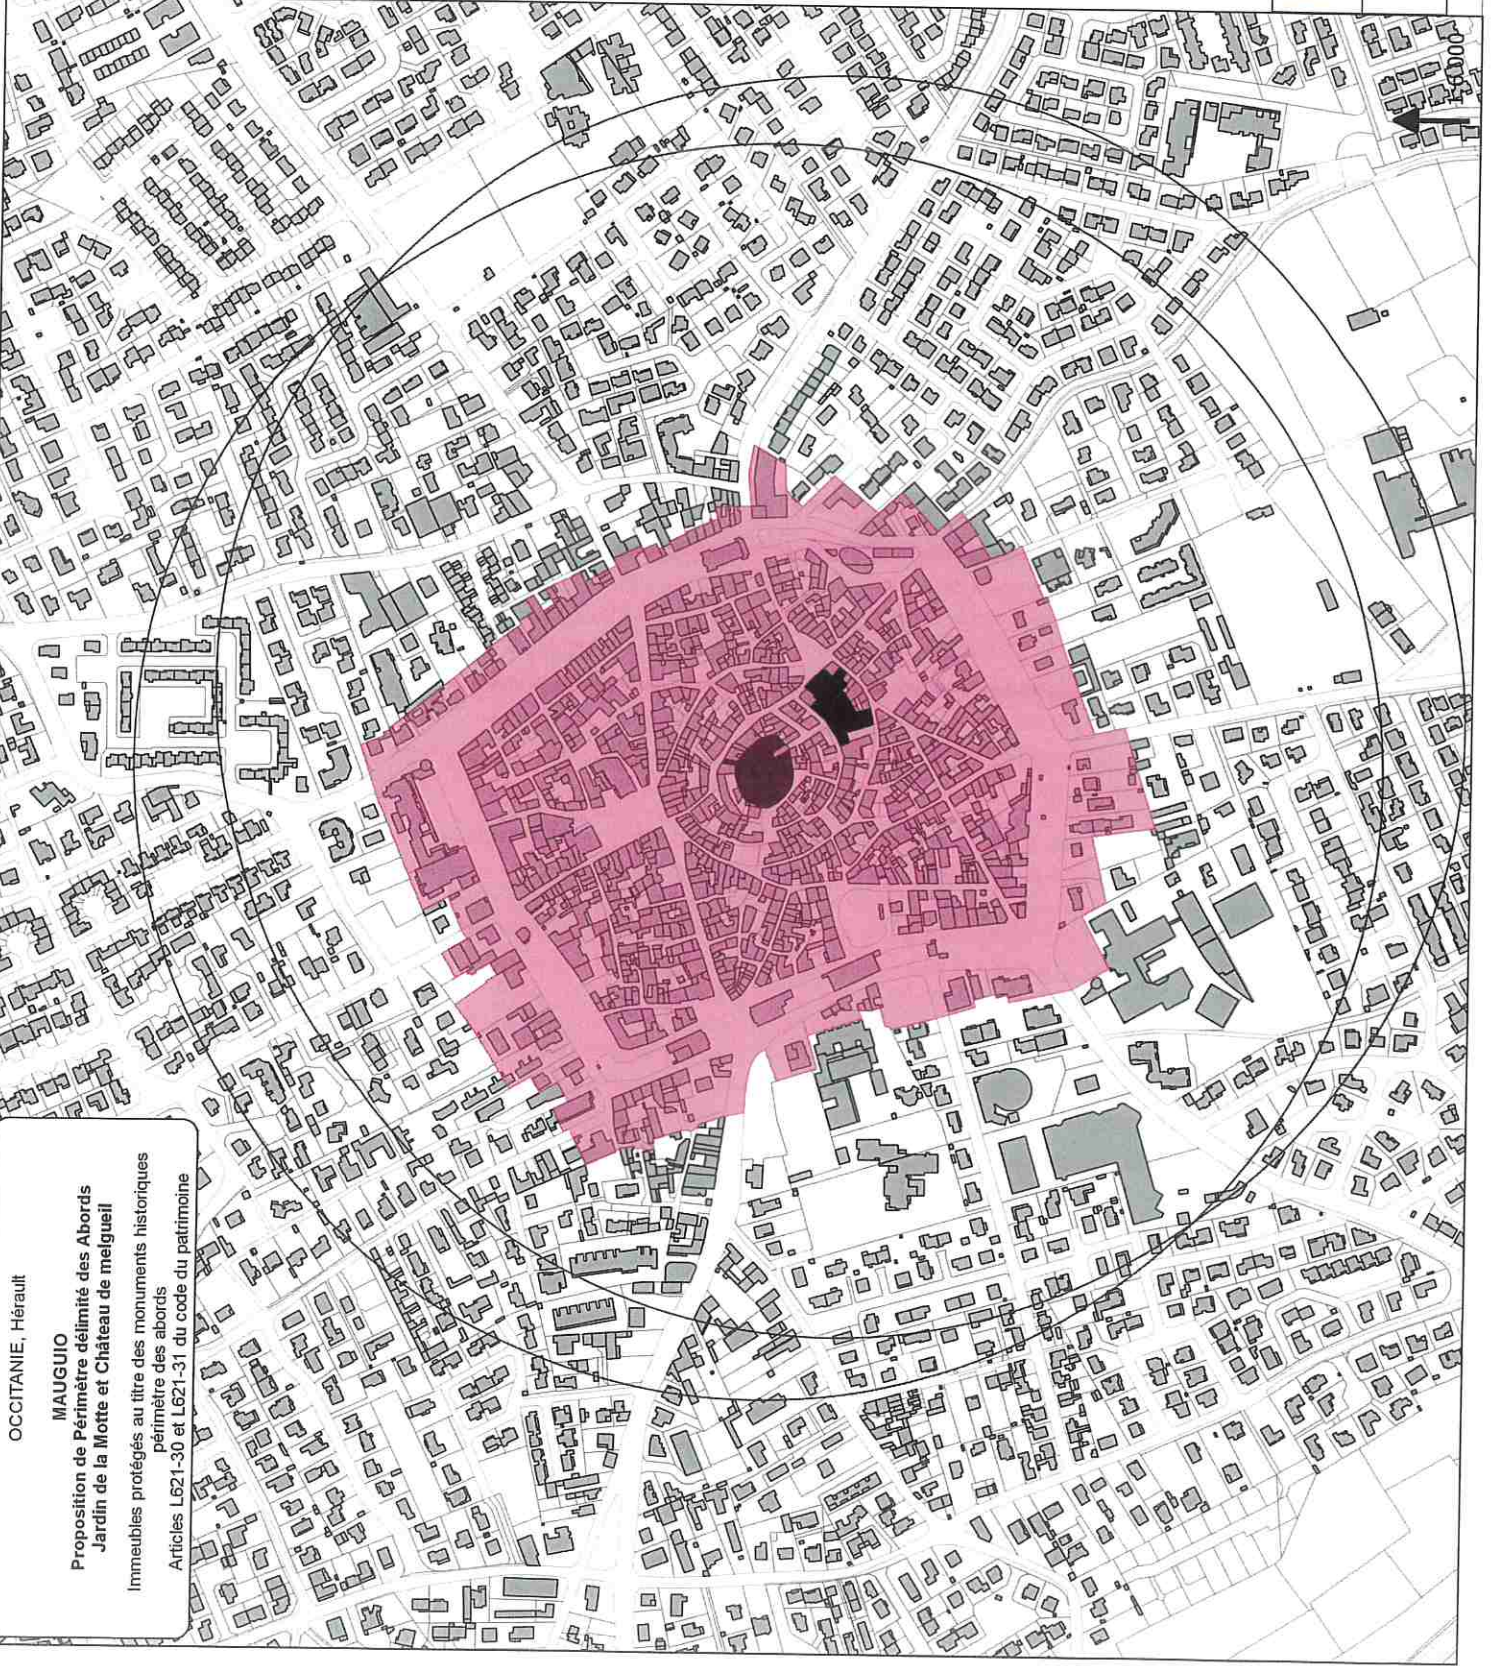 OCCITANIE, Hérault
MAUGUIO
Proposition de Périmètre délimité des Abords
Jardin de la Motte et Château de melgueil
Immeubles protégés au titre des monuments historiques
périmètre des abords
Articles L621-30 et L621-31 du code du patrimoine